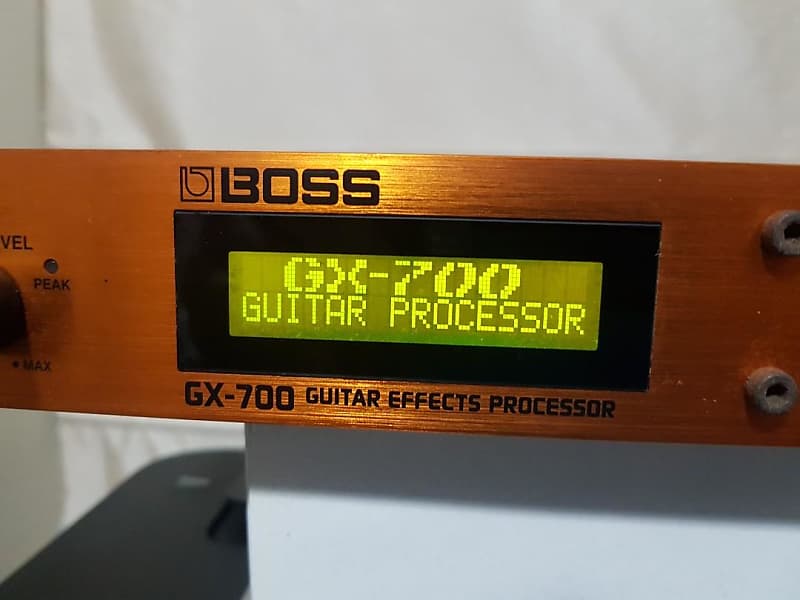 BOSS
VEL
PEAK
MAX
GX-700
GUITAR PROCESSOR
GX-700 GUITAR EFFECTS PROCESSOR